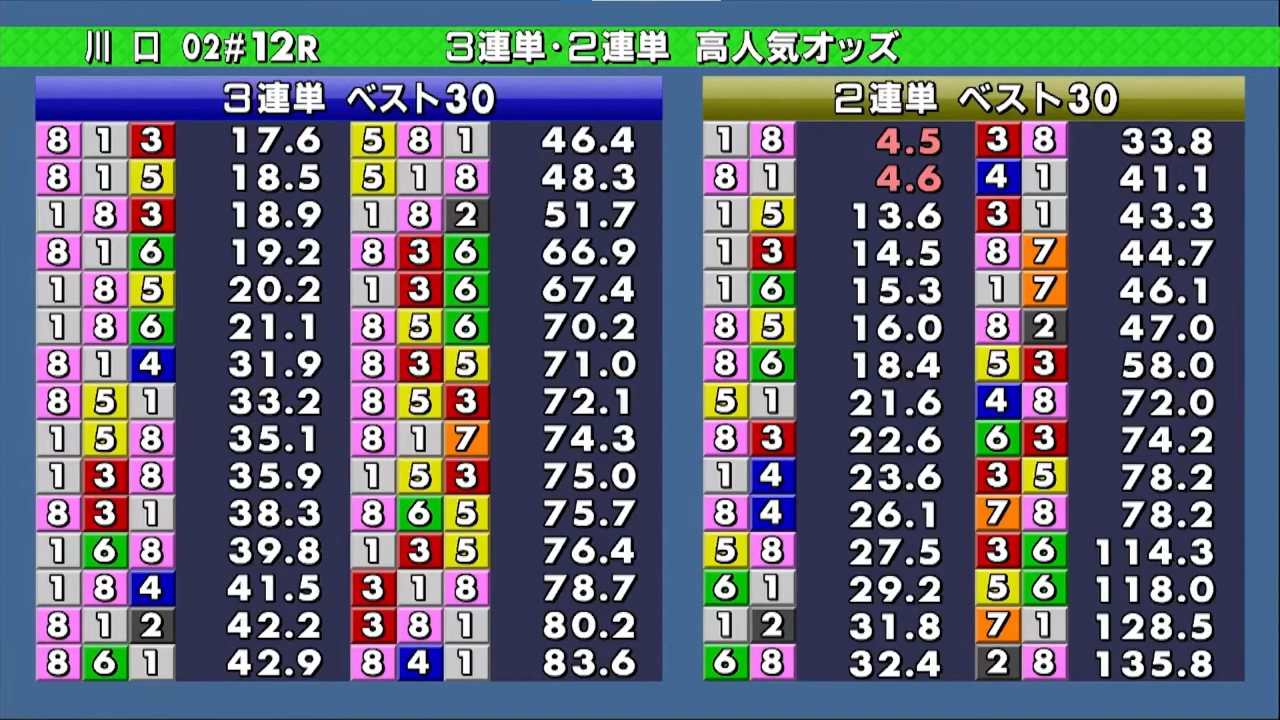 川口 02#12R 3連単・2連単 高人気オッズ
3連単 ベスト30 2連単 ベスト30
8 1 3 17.6 5 8 1 46.4 1 8 4.5 3 8 33.8
8 1 5 18.5 5 1 8 48.3 8 1 4.6 4 1 41.1
1 8 3 18.9 1 8 2 51.7 1 5 13.6 3 1 43.3
8 1 6 19.2 8 3 6 66.9 1 3 14.5 8 7 44.7
1 8 5 20.2 1 3 6 67.4 1 6 15.3 1 7 46.1
1 8 6 21.1 8 5 6 70.2 8 5 16.0 8 2 47.0
8 1 4 31.9 8 3 5 71.0 8 6 18.4 5 3 58.0
8 5 1 33.2 8 5 3 72.1 5 1 21.6 4 8 72.0
1 5 8 35.1 8 1 7 74.3 8 3 22.6 6 3 74.2
1 3 8 35.9 1 5 3 75.0 1 4 23.6 3 5 78.2
8 3 1 38.3 8 6 5 75.7 8 4 26.1 7 8 78.2
1 6 8 39.8 1 3 5 76.4 5 8 27.5 3 6 114.3
1 8 4 41.5 3 1 8 78.7 6 1 29.2 5 6 118.0
8 1 2 42.2 3 8 1 80.2 1 2 31.8 7 1 128.5
8 6 1 42.9 8 4 1 83.6 6 8 32.4 2 8 135.8